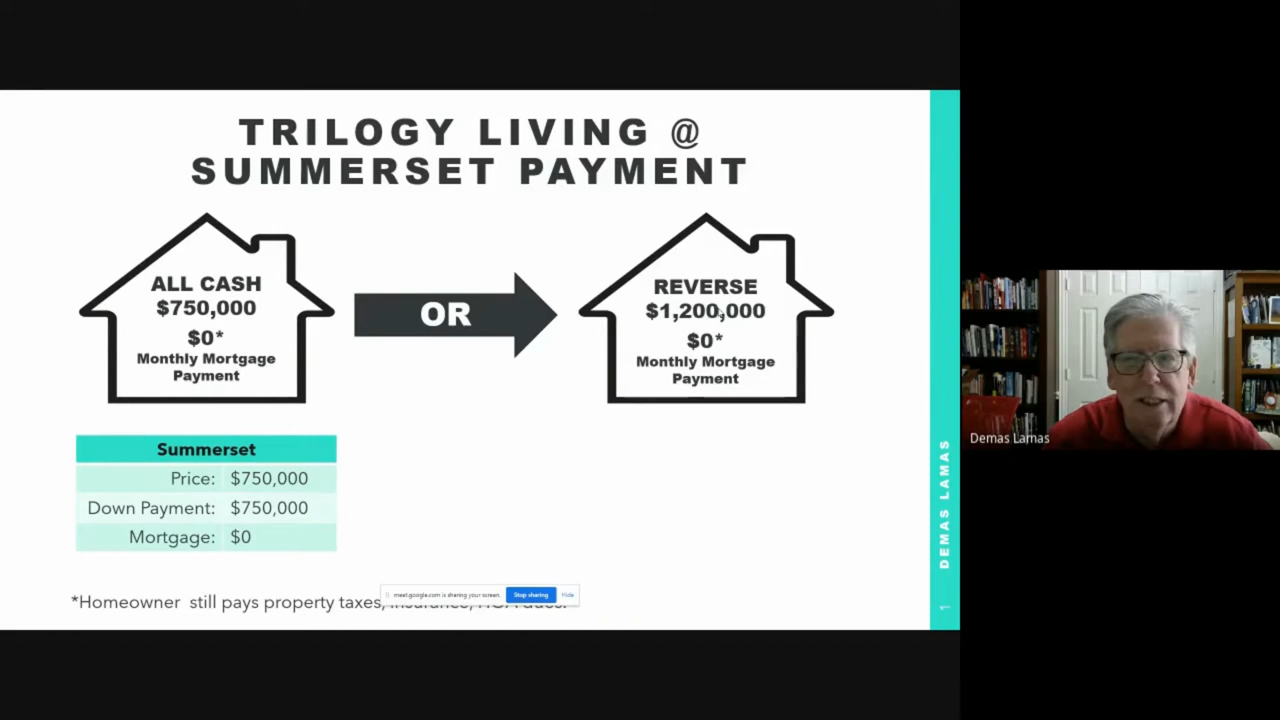 TRILOGY LIVING @
SUMMERSET PAYMENT
ALL CASH
$750,000
$0*
Monthly Mortgage
Payment
OR
REVERSE
$1,200,000
$0*
Monthly Mortgage
Payment
Summerset
Price: $750,000
Down Payment: $750,000
Mortgage: $0
*Homeowner still pays property taxes,
meet.google.com is sharing your screen. Stop sharing Hide
DEMAS LAMAS
1
Demas Lamas